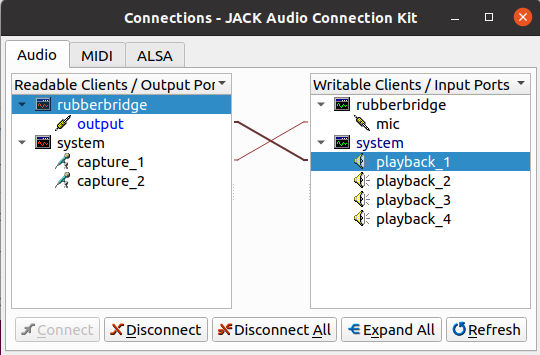 Connections - JACK Audio Connection Kit
Audio MIDI ALSA
Readable Clients / Output Por Writable Clients / Input Ports
rubberbridge rubberbridge
output mic
system system
capture_1 playback_1
capture_2 playback_2
playback_3
playback_4
Connect Disconnect Disconnect All Expand All Refresh